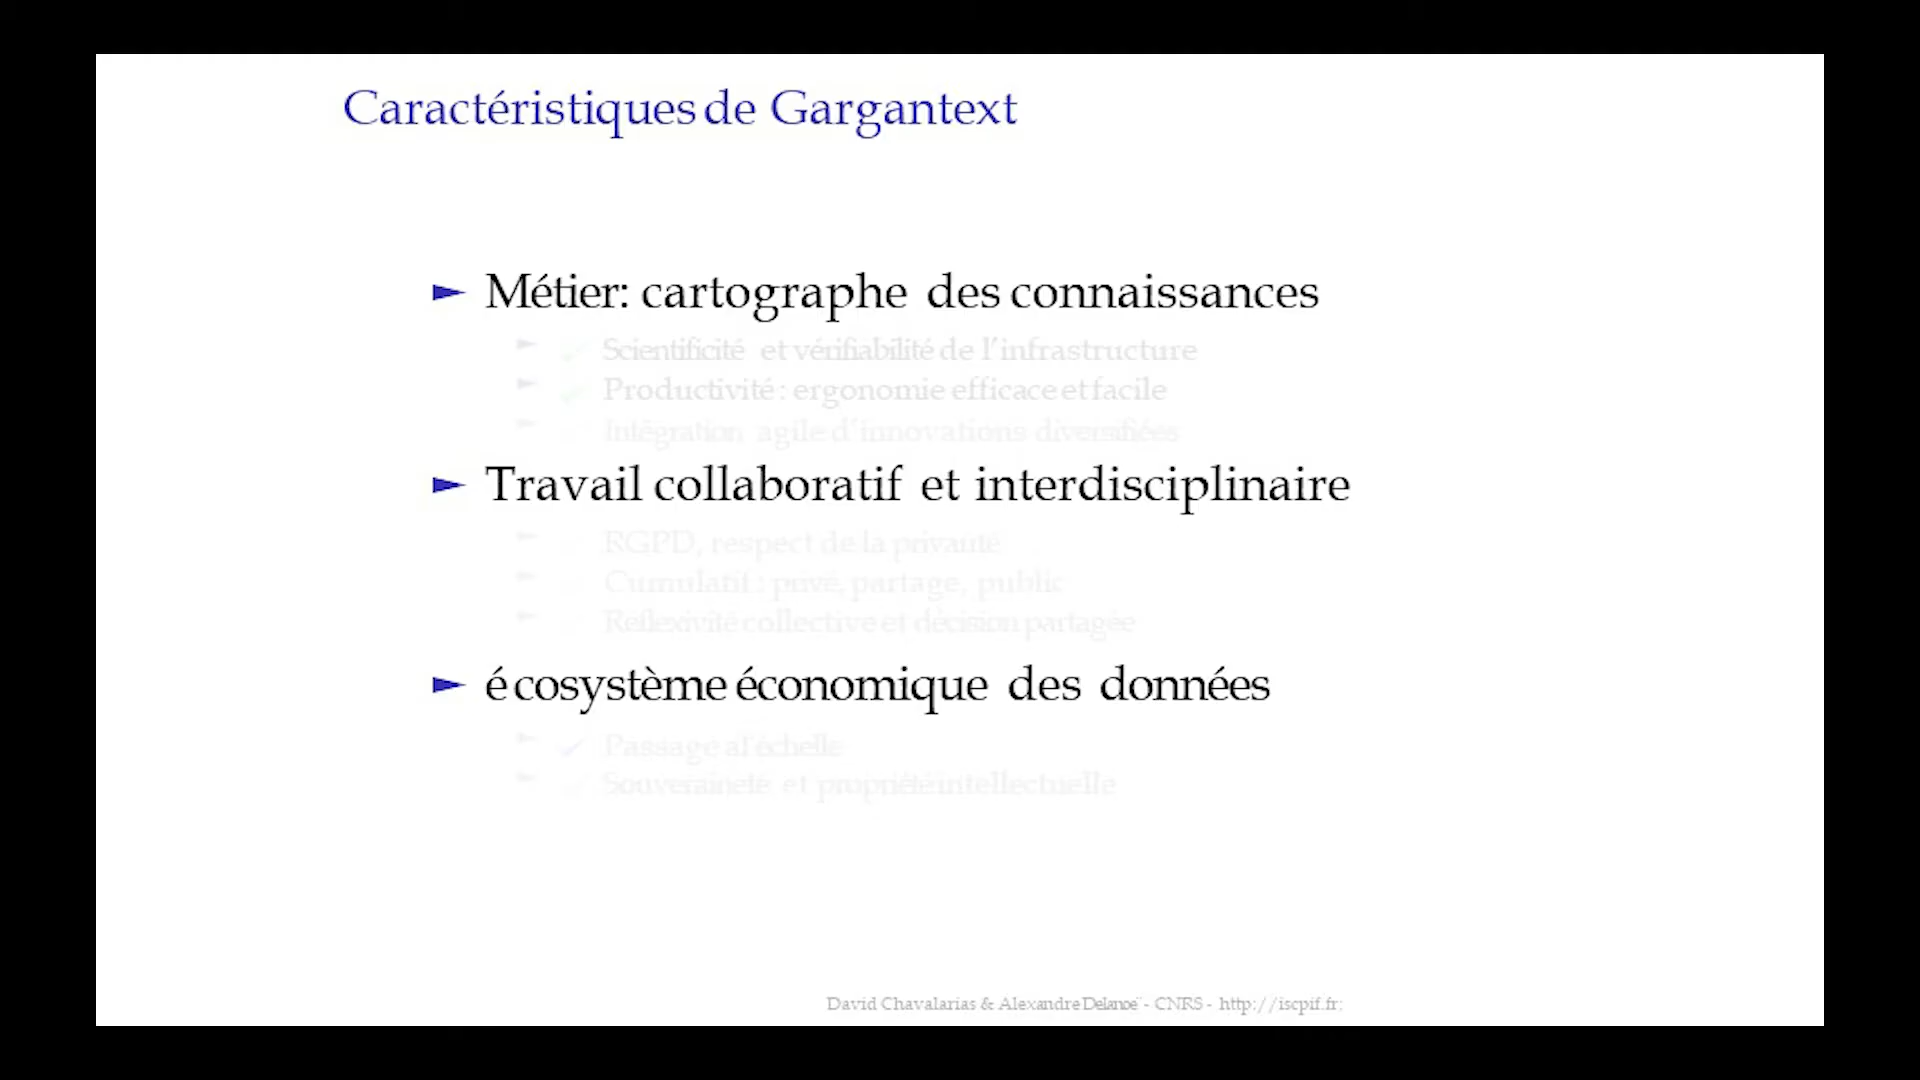 Caractéristiques de Gargantext
► Métier: cartographe des connaissances
► ✓ Scientificité et vérifiabilité de l'infrastructure
► ✓ Productivité : ergonomie efficace et facile
► ✓ Intégration agile d'innovations diversifiées
► Travail collaboratif et interdisciplinaire
► ✓ RGPD, respect de la privauté
► ✓ Cumulatif : privé, partage, public
► ✓ Réflexivité collective et décision partagée
► écosystème économique des données
► ✓ Passage a l'échelle
► ✓ Souveraineté et propriété intellectuelle
David Chavalarias & Alexandre Delanoe¨ - CNRS - http://iscpif.fr;